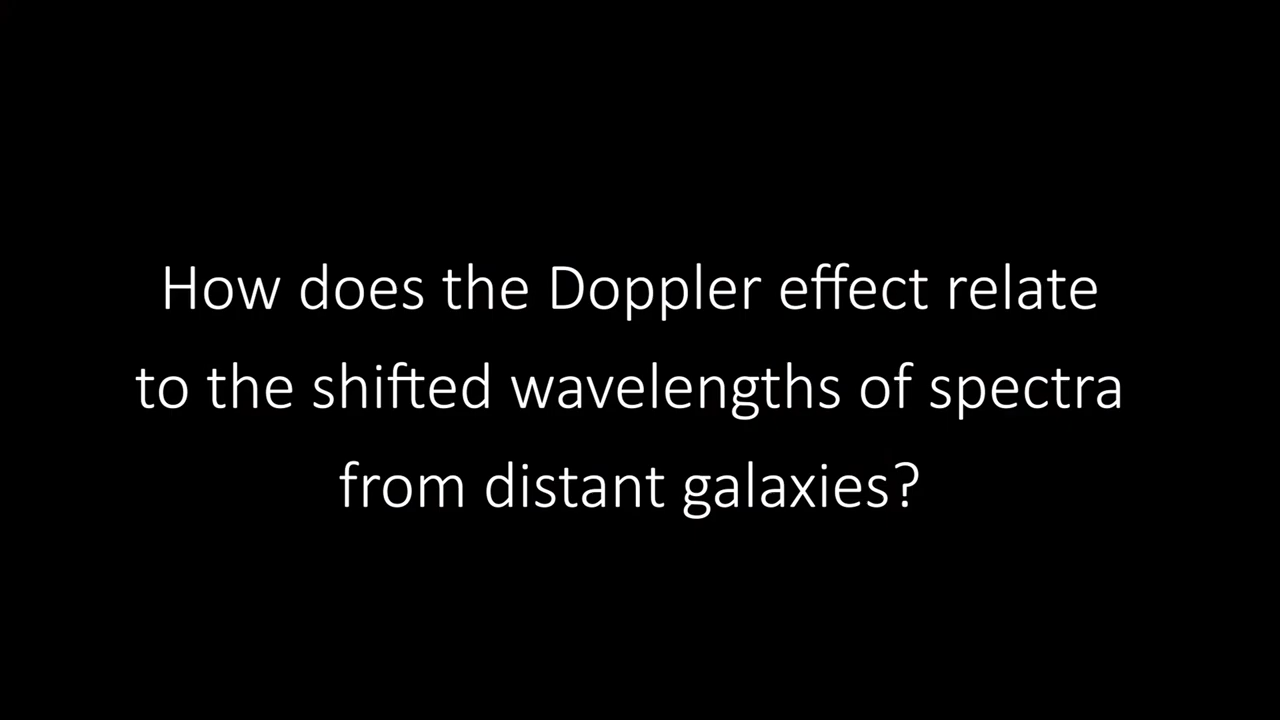 How does the Doppler effect relate
to the shifted wavelengths of spectra
from distant galaxies?